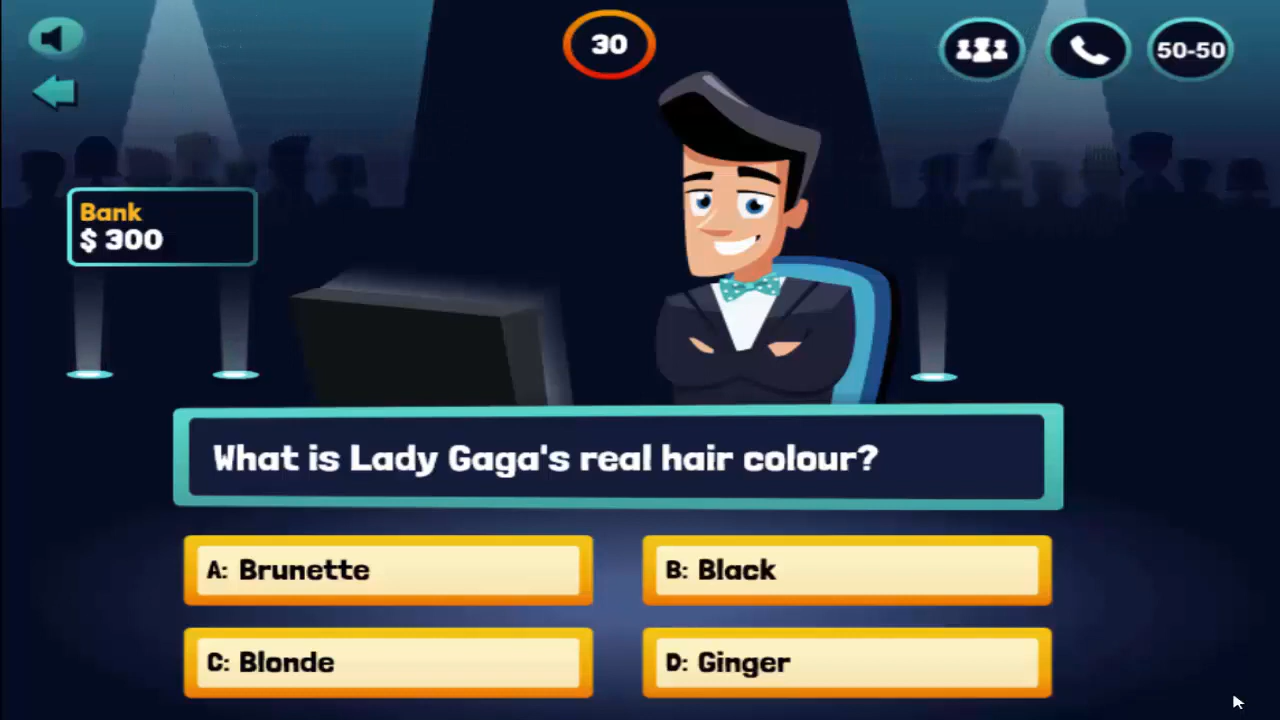 30
50-50
Bank
$ 300
What is Lady Gaga's real hair colour?
A: Brunette
B: Black
C: Blonde
D: Ginger